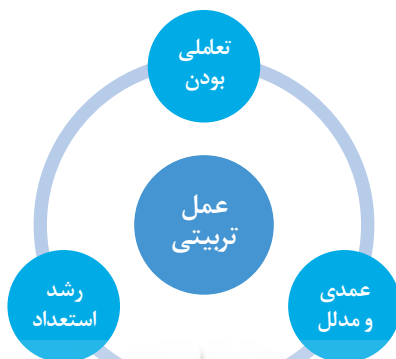 تعاملی
بودن
عمل
تربیتی
عمدی
و مدلل
رشد
استعداد